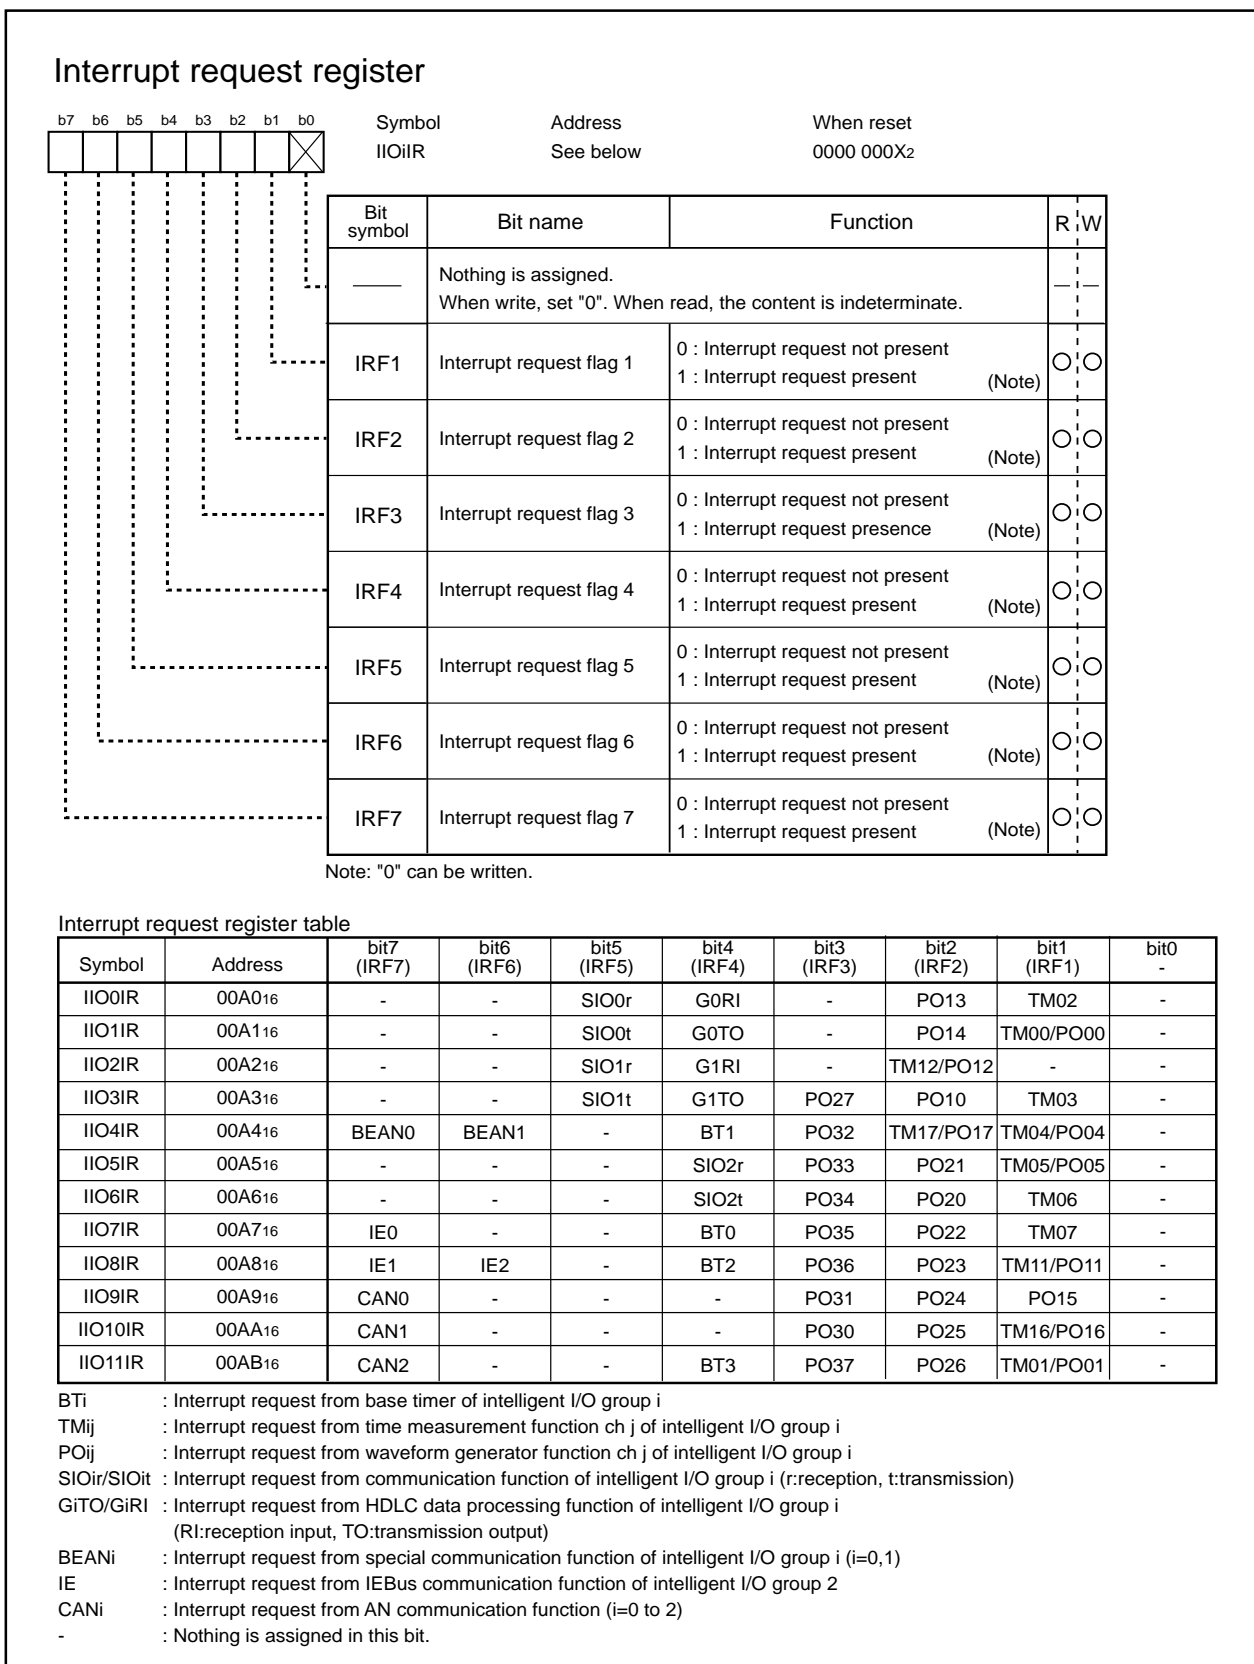 Interrupt request register
b7 b6 b5 b4 b3 b2 b1 b0 Symbol Address When reset
IIOiIR See below 0000 000X2
Bit symbol Bit name Function R W
Nothing is assigned.
When write, set "0". When read, the content is indeterminate. – –
IRF1 Interrupt request flag 1 0 : Interrupt request not present
1 : Interrupt request present (Note)
IRF2 Interrupt request flag 2 0 : Interrupt request not present
1 : Interrupt request present (Note)
IRF3 Interrupt request flag 3 0 : Interrupt request not present
1 : Interrupt request presence (Note)
IRF4 Interrupt request flag 4 0 : Interrupt request not present
1 : Interrupt request present (Note)
IRF5 Interrupt request flag 5 0 : Interrupt request not present
1 : Interrupt request present (Note)
IRF6 Interrupt request flag 6 0 : Interrupt request not present
1 : Interrupt request present (Note)
IRF7 Interrupt request flag 7 0 : Interrupt request not present
1 : Interrupt request present (Note)
Note: "0" can be written.
Interrupt request register table
Symbol Address bit7 (IRF7) bit6 (IRF6) bit5 (IRF5) bit4 (IRF4) bit3 (IRF3) bit2 (IRF2) bit1 (IRF1) bit0 -
IIO0IR 00A016 - - SIO0r G0RI - PO13 TM02 -
IIO1IR 00A116 - - SIO0t G0TO - PO14 TM00/PO00 -
IIO2IR 00A216 - - SIO1r G1RI - TM12/PO12 - -
IIO3IR 00A316 - - SIO1t G1TO PO27 PO10 TM03 -
IIO4IR 00A416 BEAN0 BEAN1 - BT1 PO32 TM17/PO17 TM04/PO04 -
IIO5IR 00A516 - - - SIO2r PO33 PO21 TM05/PO05 -
IIO6IR 00A616 - - - SIO2t PO34 PO20 TM06 -
IIO7IR 00A716 IE0 - - BT0 PO35 PO22 TM07 -
IIO8IR 00A816 IE1 IE2 - BT2 PO36 PO23 TM11/PO11 -
IIO9IR 00A916 CAN0 - - - PO31 PO24 PO15 -
IIO10IR 00AA16 CAN1 - - - PO30 PO25 TM16/PO16 -
IIO11IR 00AB16 CAN2 - - BT3 PO37 PO26 TM01/PO01 -
BTi : Interrupt request from base timer of intelligent I/O group i
TMij : Interrupt request from time measurement function ch j of intelligent I/O group i
POij : Interrupt request from waveform generator function ch j of intelligent I/O group i
SIOir/SIOit : Interrupt request from communication function of intelligent I/O group i (r:reception, t:transmission)
GiTO/GiRI : Interrupt request from HDLC data processing function of intelligent I/O group i
(RI:reception input, TO:transmission output)
BEANi : Interrupt request from special communication function of intelligent I/O group i (i=0,1)
IE : Interrupt request from IEBus communication function of intelligent I/O group 2
CANi : Interrupt request from AN communication function (i=0 to 2)
- : Nothing is assigned in this bit.